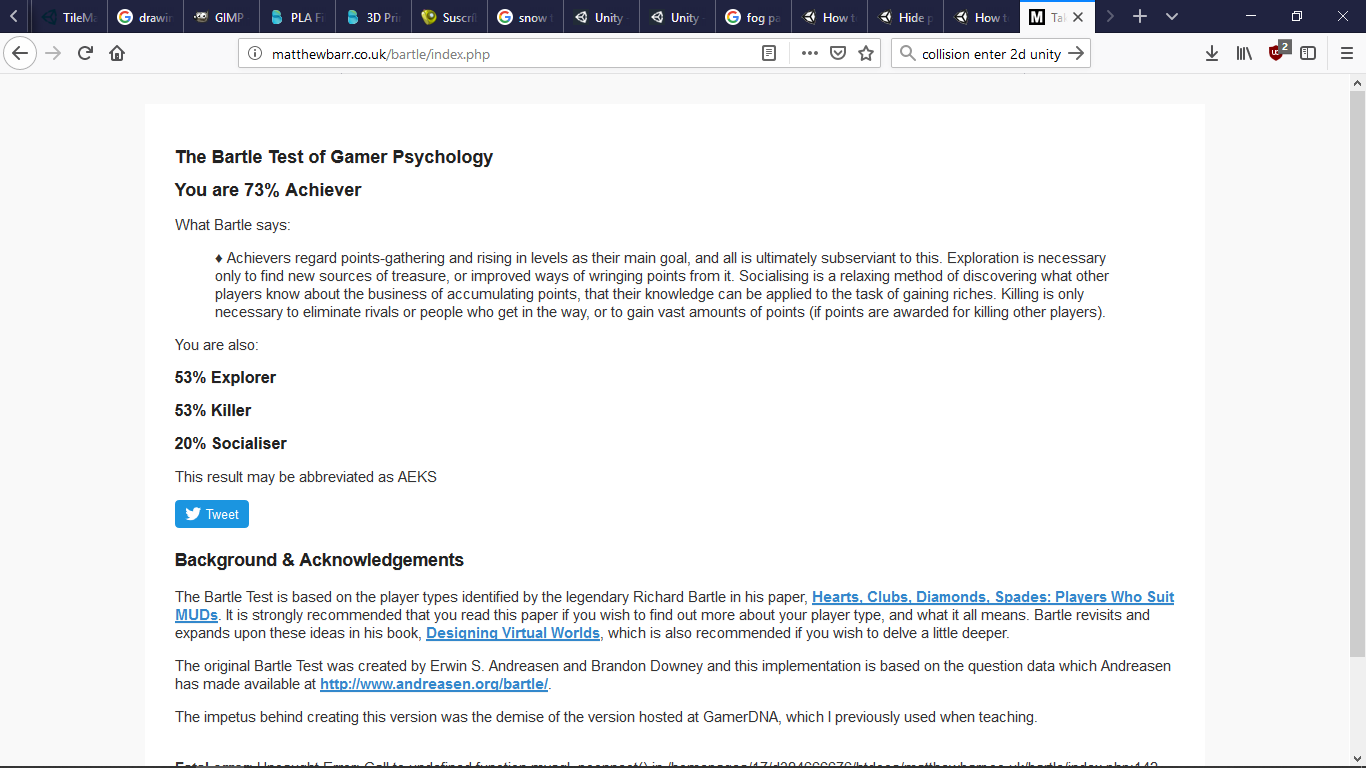 TileMa
drawin
GIMP
PLA Fi
3D Prin
Suscri
snow t
Unity -
Unity -
fog pa
How t
Hide p
How t
Tak
matthewbarr.co.uk/bartle/index.php
collision enter 2d unity
2
The Bartle Test of Gamer Psychology
You are 73% Achiever
What Bartle says:
♦ Achievers regard points-gathering and rising in levels as their main goal, and all is ultimately subserviant to this. Exploration is necessary
only to find new sources of treasure, or improved ways of wringing points from it. Socialising is a relaxing method of discovering what other
players know about the business of accumulating points, that their knowledge can be applied to the task of gaining riches. Killing is only
necessary to eliminate rivals or people who get in the way, or to gain vast amounts of points (if points are awarded for killing other players).
You are also:
53% Explorer
53% Killer
20% Socialiser
This result may be abbreviated as AEKS
Tweet
Background & Acknowledgements
The Bartle Test is based on the player types identified by the legendary Richard Bartle in his paper, Hearts, Clubs, Diamonds, Spades: Players Who Suit
MUDs. It is strongly recommended that you read this paper if you wish to find out more about your player type, and what it all means. Bartle revisits and
expands upon these ideas in his book, Designing Virtual Worlds, which is also recommended if you wish to delve a little deeper.
The original Bartle Test was created by Erwin S. Andreasen and Brandon Downey and this implementation is based on the question data which Andreasen
has made available at http://www.andreasen.org/bartle/.
The impetus behind creating this version was the demise of the version hosted at GamerDNA, which I previously used when teaching.
Fatal error: Uncaught Error: Call to undefined function